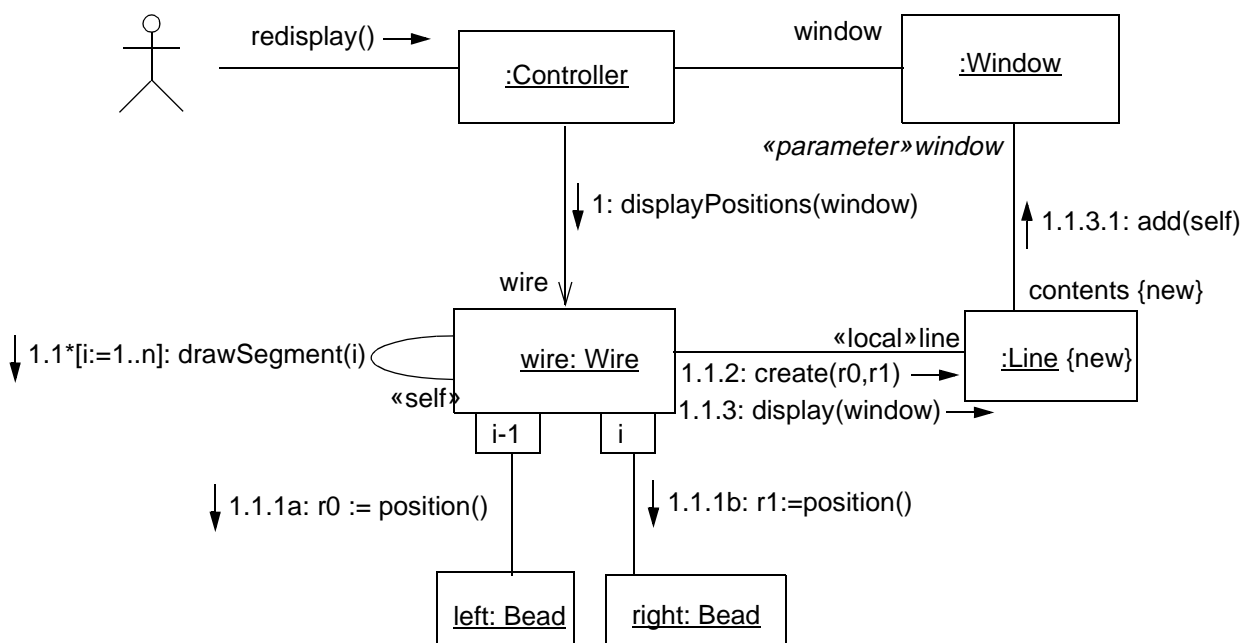 redisplay()
window
:Controller
:Window
«parameter»window
1: displayPositions(window)
1.1.3.1: add(self)
wire
contents {new}
1.1*[i:=1..n]: drawSegment(i)
wire: Wire
«local»line
:Line {new}
1.1.2: create(r0,r1)
«self»
1.1.3: display(window)
i-1
i
1.1.1a: r0 := position()
1.1.1b: r1:=position()
left: Bead
right: Bead